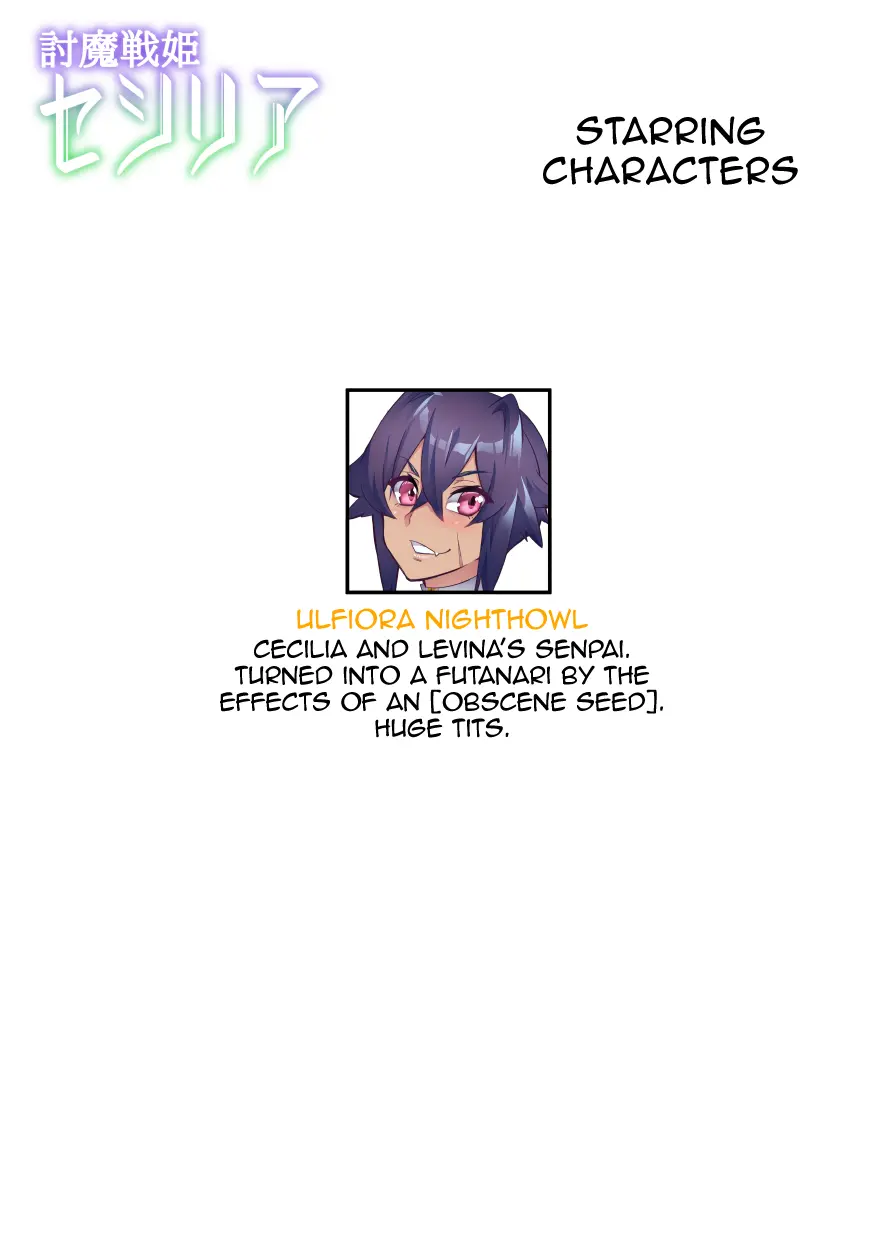 討魔戦姫
セシリア
STARRING
CHARACTERS
ULFIORA NIGHTHOWL
CECILIA AND LEVINA'S SENPAI.
TURNED INTO A FUTANARI BY THE
EFFECTS OF AN [OBSCENE SEED].
HUGE TITS.